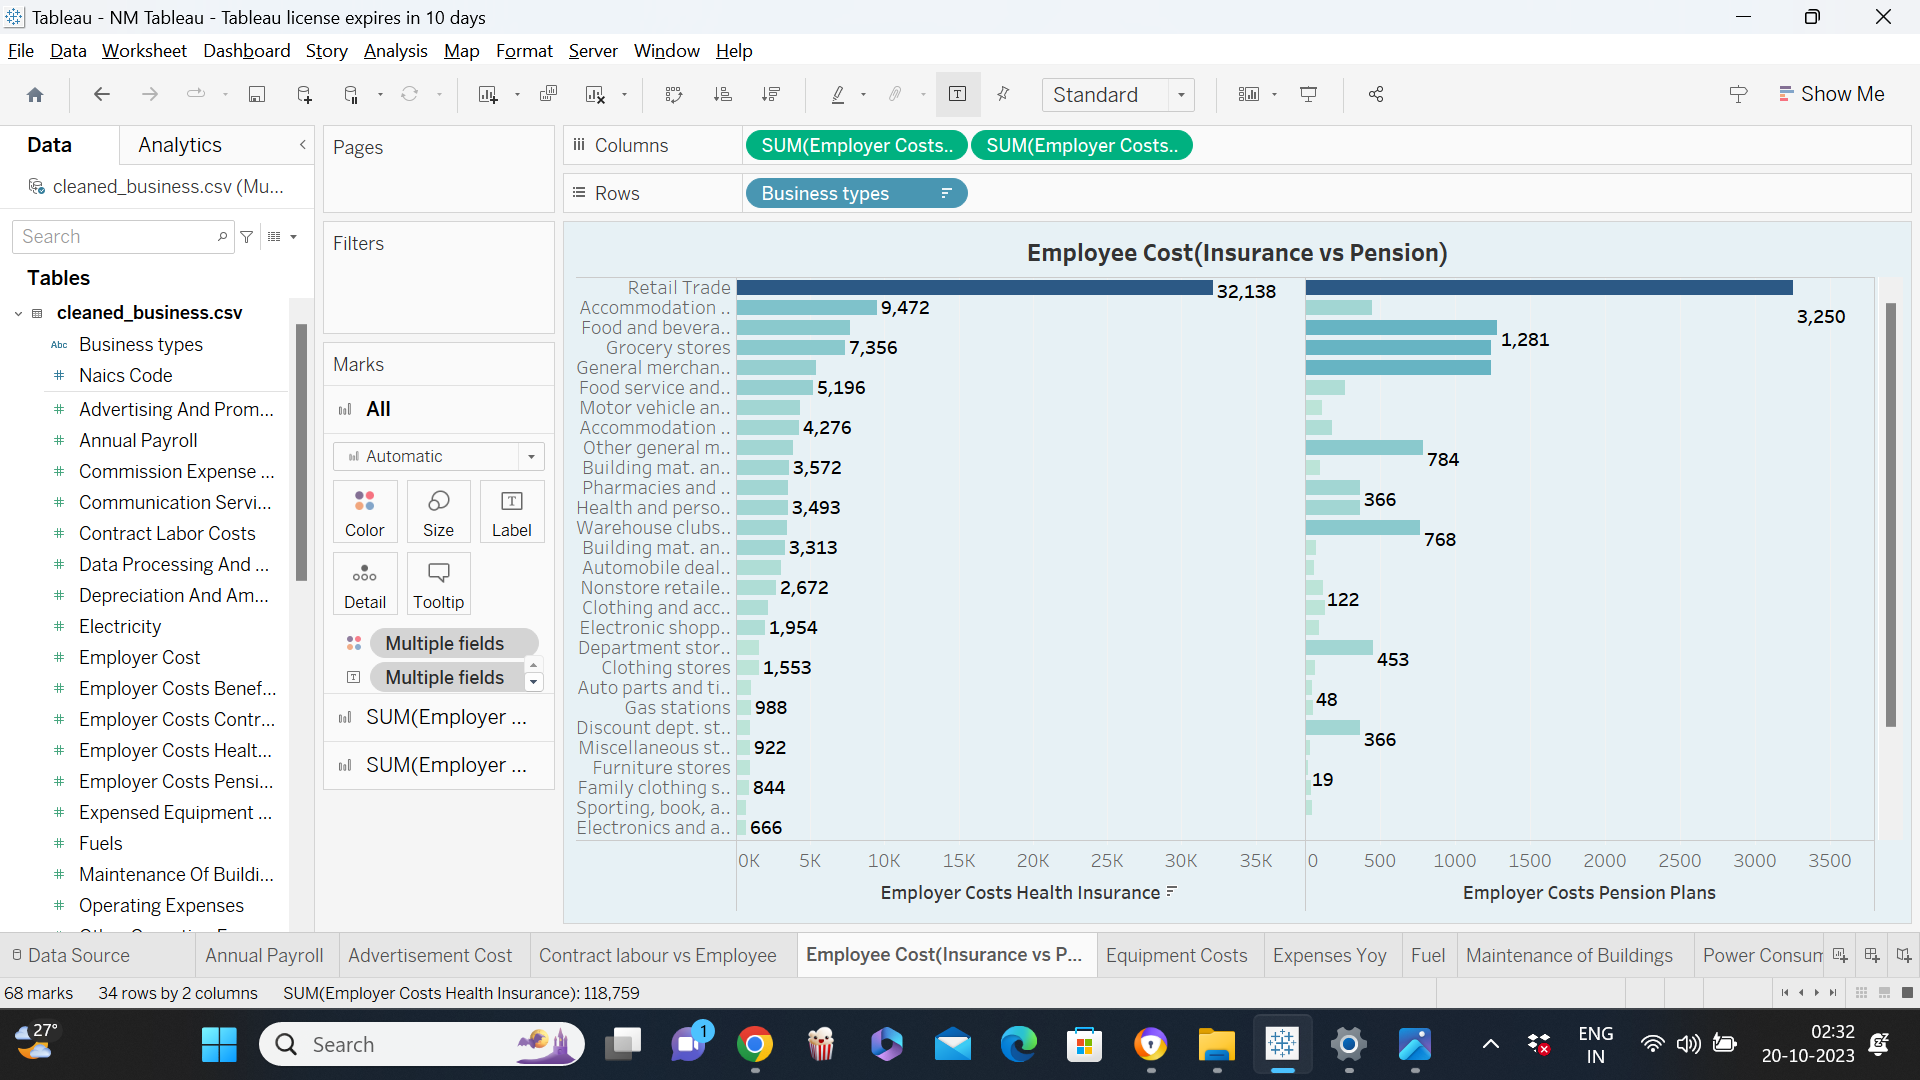 Tableau - NM Tableau - Tableau license expires in 10 days
File Data Worksheet Dashboard Story Analysis Map Format Server Window Help
Standard
Show Me
Data Analytics
cleaned_business.csv (Mu...
Search
Tables
cleaned_business.csv
Abc Business types
# Naics Code
# Advertising And Prom...
# Annual Payroll
# Commission Expense ...
# Communication Servi...
# Contract Labor Costs
# Data Processing And ...
# Depreciation And Am...
# Electricity
# Employer Cost
# Employer Costs Benef...
# Employer Costs Contr...
# Employer Costs Healt...
# Employer Costs Pensi...
# Expensed Equipment ...
# Fuels
# Maintenance Of Buildi...
# Operating Expenses
Pages
Filters
Marks
All
Automatic
Color Size Label
Detail Tooltip
Multiple fields
Multiple fields
SUM(Employer ...
SUM(Employer ...
Columns SUM(Employer Costs.. SUM(Employer Costs..
Rows Business types
Employee Cost(Insurance vs Pension)
Retail Trade 32,138 3,250
Accommodation .. 9,472
Food and bevera.. 1,281
Grocery stores 7,356
General merchan..
Food service and.. 5,196
Motor vehicle an..
Accommodation .. 4,276
Other general m.. 784
Building mat. an.. 3,572
Pharmacies and .. 366
Health and perso.. 3,493
Warehouse clubs.. 768
Building mat. an.. 3,313
Automobile deal..
Nonstore retaile.. 2,672
Clothing and acc.. 122
Electronic shopp.. 1,954
Department stor.. 453
Clothing stores 1,553
Auto parts and ti..
Gas stations 988 48
Discount dept. st.. 366
Miscellaneous st.. 922
Furniture stores 19
Family clothing s.. 844
Sporting, book, a..
Electronics and a.. 666
0K 5K 10K 15K 20K 25K 30K 35K 0 500 1000 1500 2000 2500 3000 3500
Employer Costs Health Insurance Employer Costs Pension Plans
Data Source Annual Payroll Advertisement Cost Contract labour vs Employee Employee Cost(Insurance vs P... Equipment Costs Expenses Yoy Fuel Maintenance of Buildings Power Consum
68 marks 34 rows by 2 columns SUM(Employer Costs Health Insurance): 118,759
27° Search 1 ENG 02:32
IN 20-10-2023